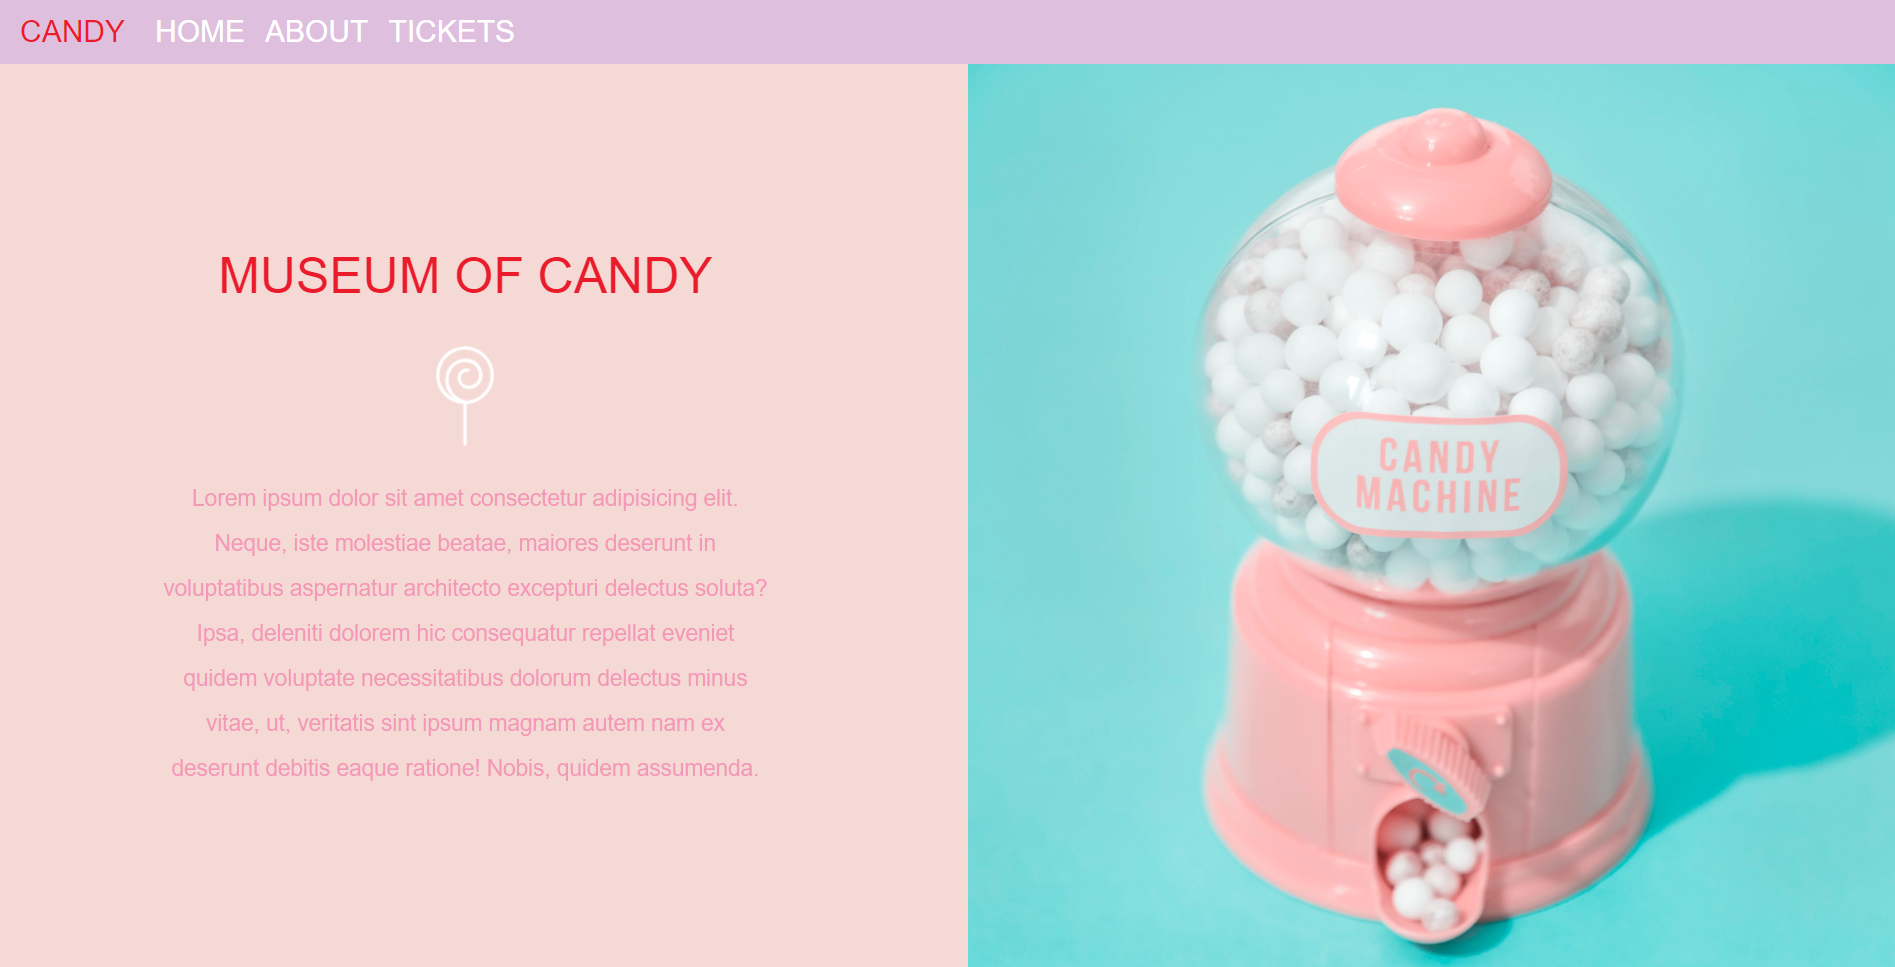 CANDY HOME ABOUT TICKETS
MUSEUM OF CANDY
Lorem ipsum dolor sit amet consectetur adipisicing elit.
Neque, iste molestiae beatae, maiores deserunt in
voluptatibus aspernatur architecto excepturi delectus soluta?
Ipsa, deleniti dolorem hic consequatur repellat eveniet
quidem voluptate necessitatibus dolorum delectus minus
vitae, ut, veritatis sint ipsum magnam autem nam ex
deserunt debitis eaque ratione! Nobis, quidem assumenda.
CANDY
MACHINE